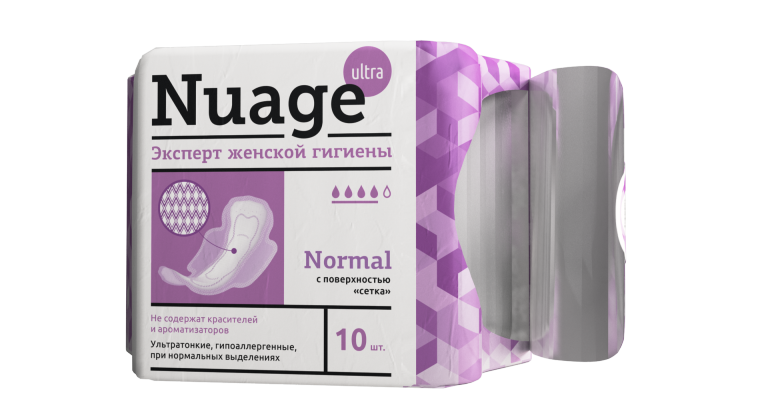 ultra
Nuage
Эксперт женской гигиены
Normal
с поверхностью
«сетка»
Не содержат красителей
и ароматизаторов
Ультратонкие, гипоаллергенные,
при нормальных выделениях
10 шт.